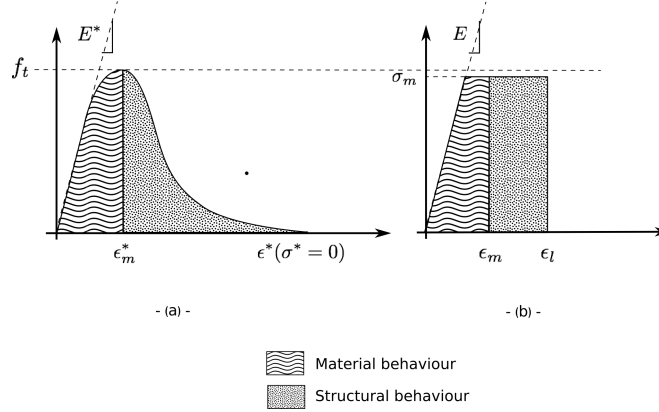 E*
E
f_t
σ_m
ϵ*_m
ϵ*(σ* = 0)
ϵ_m
ϵ_l
- (a) -
- (b) -
Material behaviour
Structural behaviour